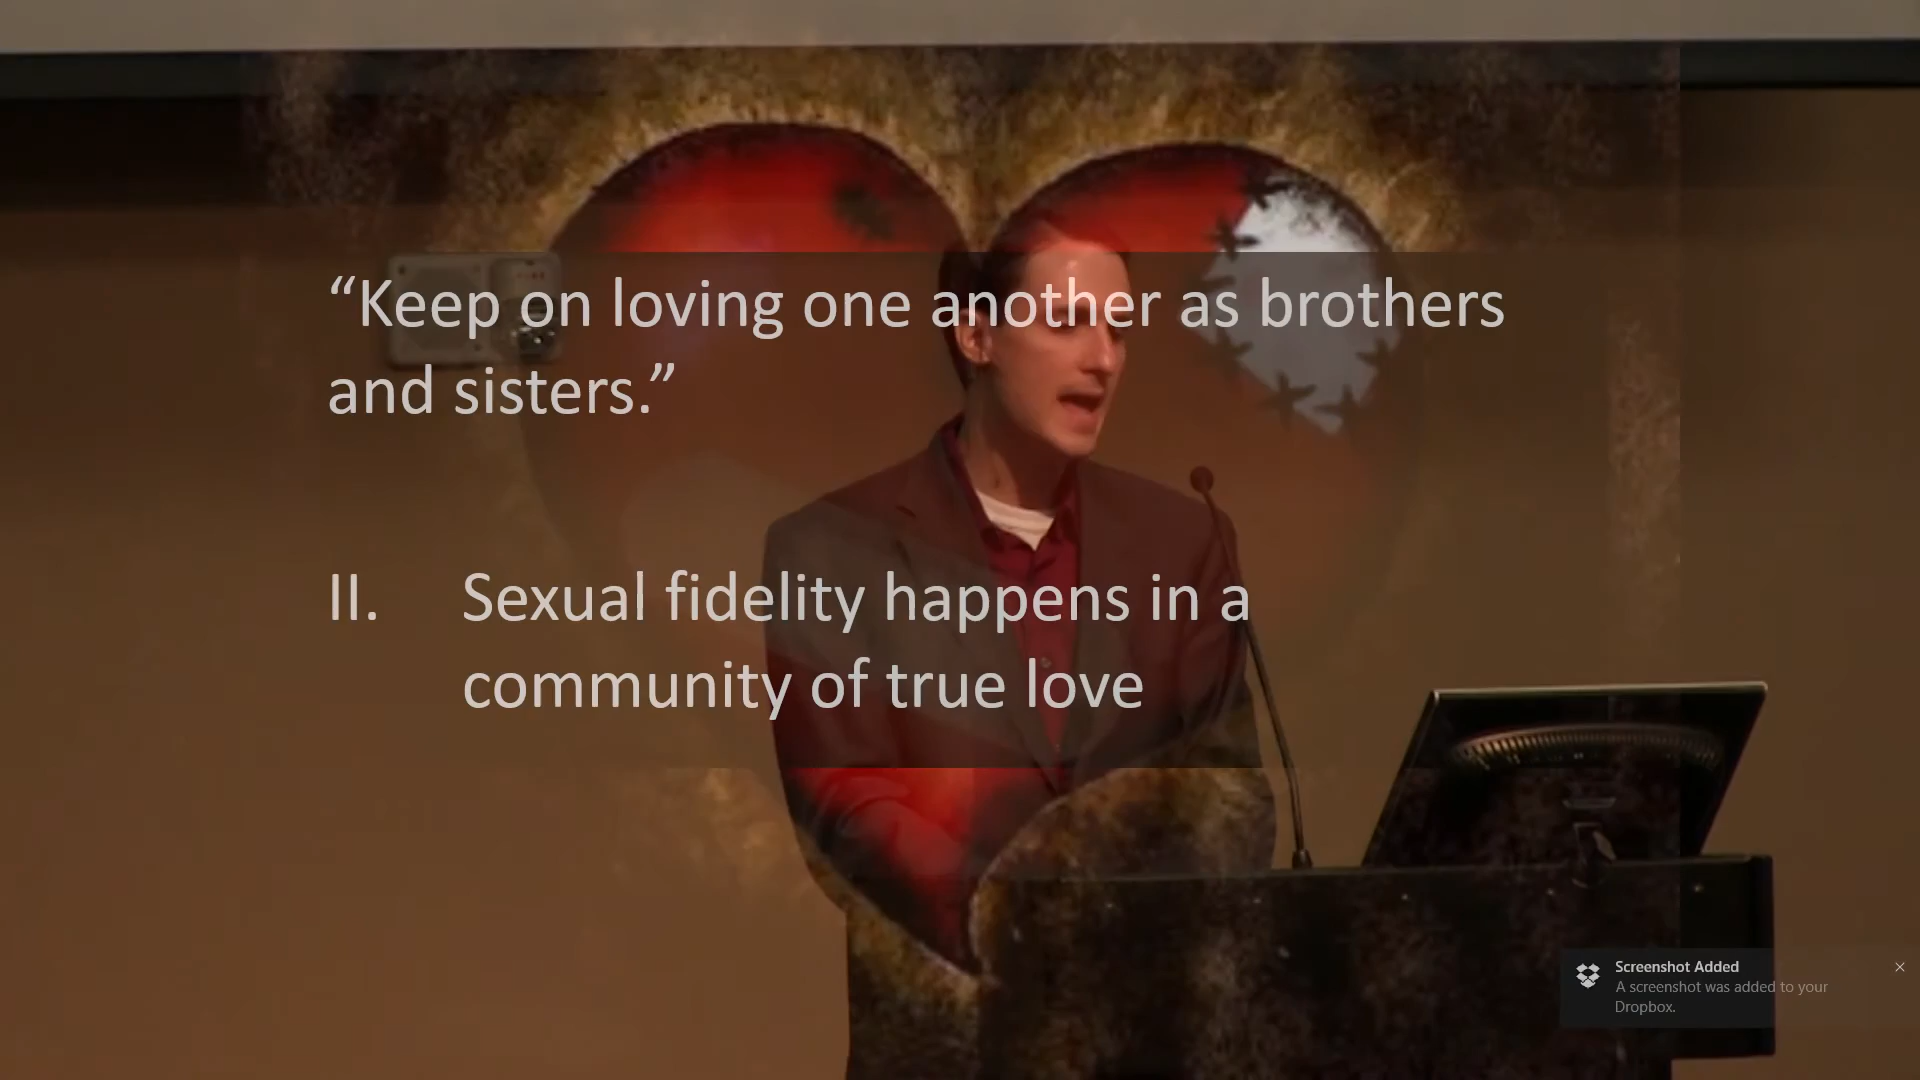 “Keep on loving one another as brothers
and sisters.”
II. Sexual fidelity happens in a
community of true love
Screenshot Added
A screenshot was added to your
Dropbox.